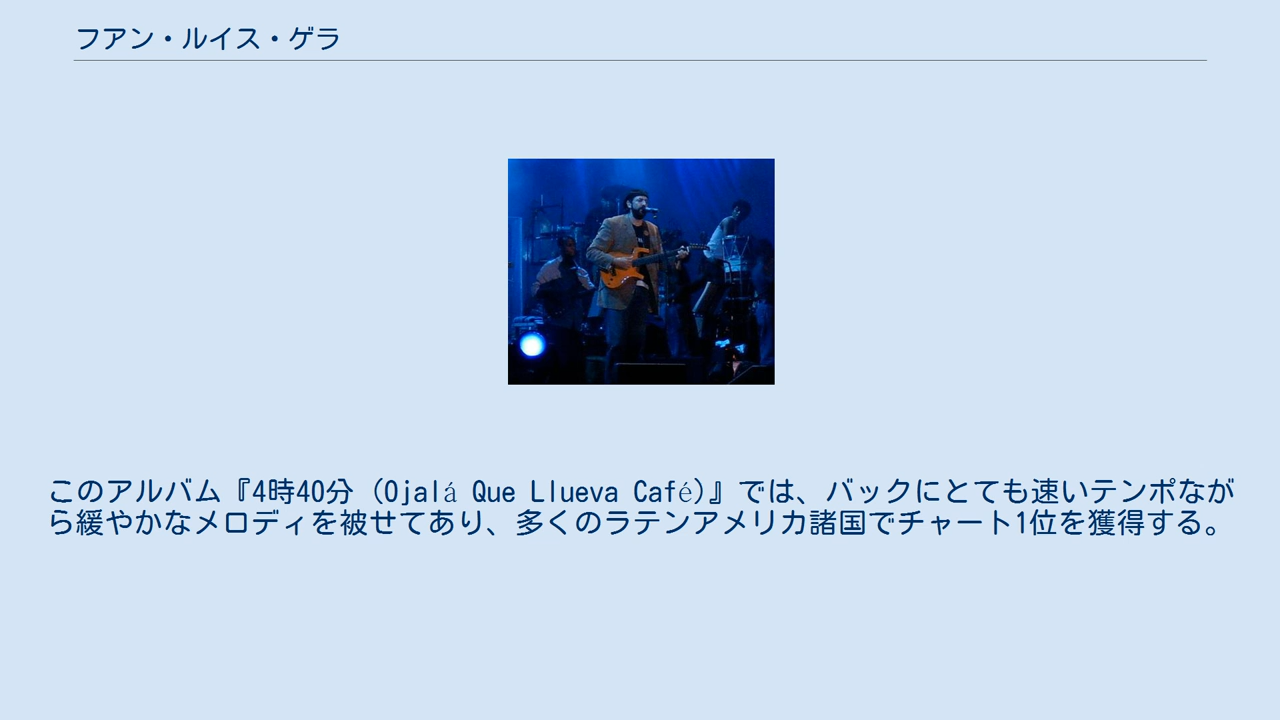 フアン・ルイス・ゲラ
このアルバム『4時40分（Ojalá Que Llueva Café)』では、バックにとても速いテンポなが
ら緩やかなメロディを被せてあり、多くのラテンアメリカ諸国でチャート1位を獲得する。